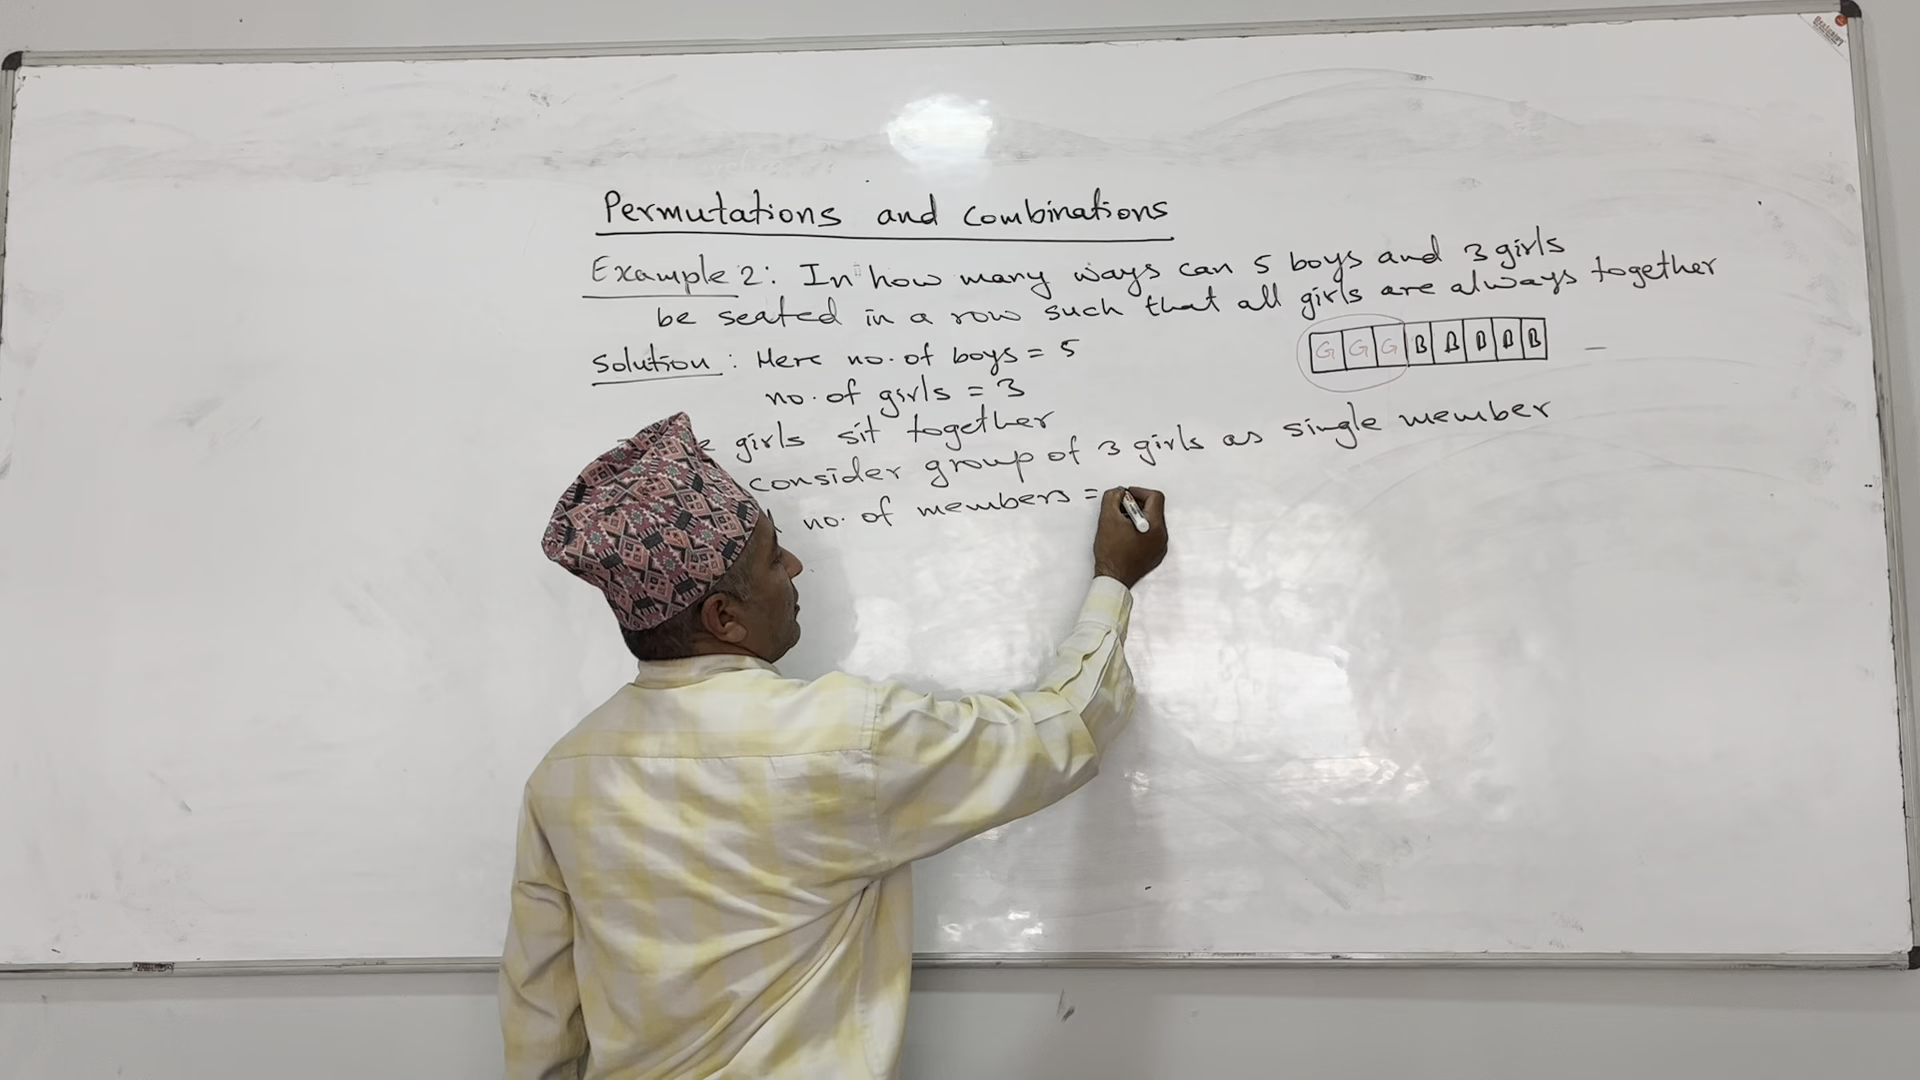 Permutations and combinations
Example 2: In how many ways can 5 boys and 3 girls
be seated in a row such that all girls are always together
G G G B B B B B
Solution: Here no. of boys = 5
no. of girls = 3
girls sit together
consider group of 3 girls as single member
no. of members =